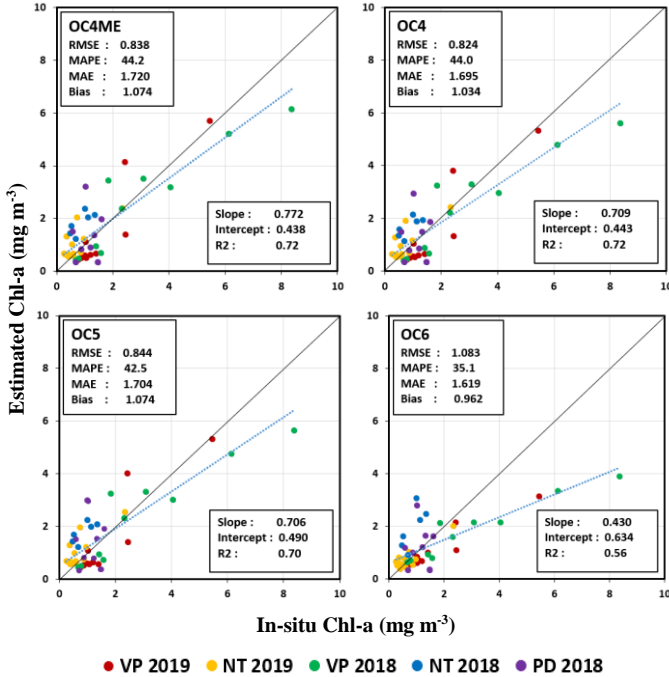 OC4ME
RMSE : 0.838
MAPE : 44.2
MAE : 1.720
Bias : 1.074
Slope : 0.772
Intercept : 0.438
R2 : 0.72
10
8
6
4
2
0
0 2 4 6 8 10
OC4
RMSE : 0.824
MAPE : 44.0
MAE : 1.695
Bias : 1.034
Slope : 0.709
Intercept : 0.443
R2 : 0.72
10
8
6
4
2
0
0 2 4 6 8 10
Estimated Chl-a (mg m-3)
OC5
RMSE : 0.844
MAPE : 42.5
MAE : 1.704
Bias : 1.074
Slope : 0.706
Intercept : 0.490
R2 : 0.70
10
8
6
4
2
0
0 2 4 6 8 10
OC6
RMSE : 1.083
MAPE : 35.1
MAE : 1.619
Bias : 0.962
Slope : 0.430
Intercept : 0.634
R2 : 0.56
10
8
6
4
2
0
0 2 4 6 8 10
In-situ Chl-a (mg m-3)
VP 2019 NT 2019 VP 2018 NT 2018 PD 2018